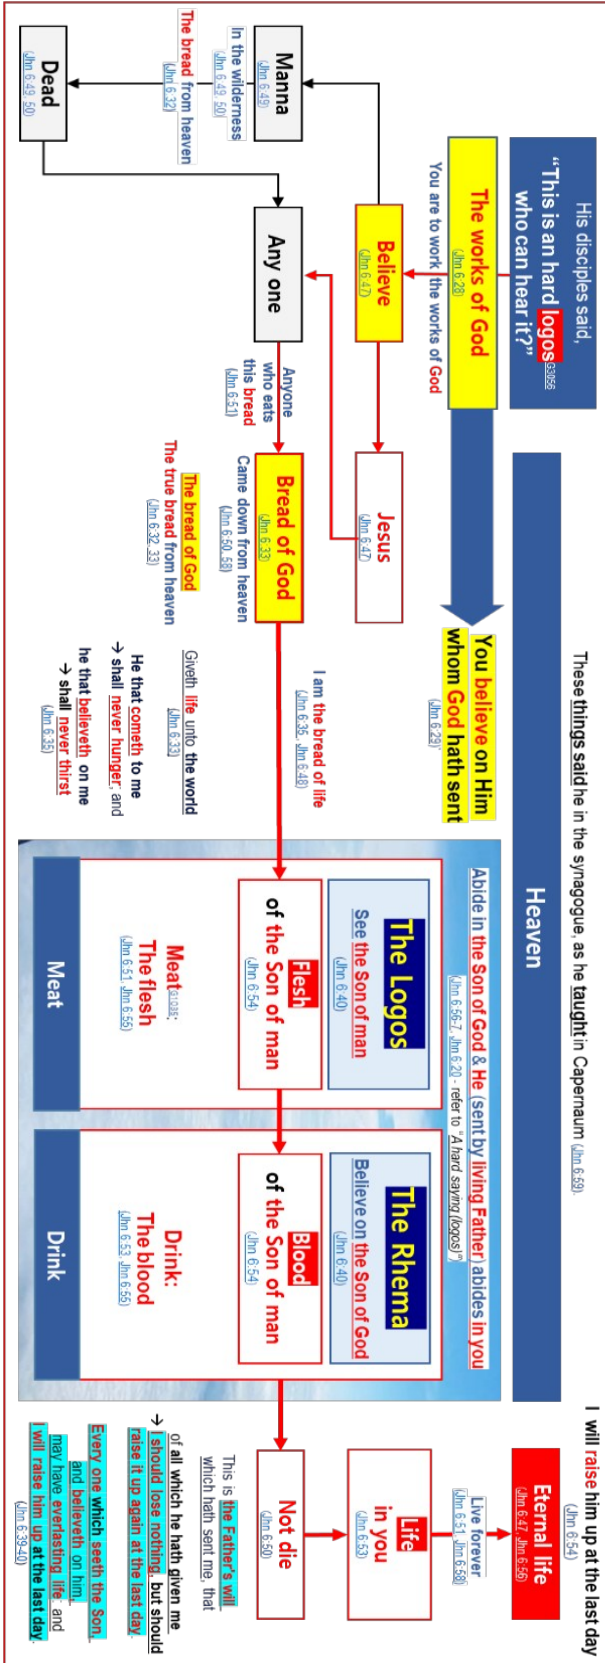 These things said he in the synagogue, as he taught in Capernaum (Jhn 6:59).
I will raise him up at the last day
(Jhn 6:54)
His disciples said,
“This is an hard logosG3056
who can hear it?”
Heaven
Eternal life
(Jhn 6:47, Jhn 6:56)
The works of God
(Jhn 6:28)
You believe on Him
whom God hath sent
(Jhn 6:29)
You are to work the works of God
Abide in the Son of God & He (sent by living Father) abides in you
(Jhn 6:56-7, Jhn 6:20 - refer to “A hard saying (logos)”)
Live forever
(Jhn 6:51, Jhn 6:58)
Believe
(Jhn 6:47)
Jesus
(Jhn 6:47)
The Logos
See the Son of man
(Jhn 6:40)
The Rhema
Believe on the Son of God
(Jhn 6:40)
Life
in you
(Jhn 6:53)
Manna
(Jhn 6:49)
In the wilderness
(Jhn 6:49, 50)
The bread from heaven
(Jhn 6:32)
Dead
(Jhn 6:49, 50)
Any one
Anyone
who eats
this bread
(Jhn 6:51)
Bread of God
(Jhn 6:33)
Came down from heaven
(Jhn 6:50, 58)
The bread of God
The true bread from heaven
(Jhn 6:32, 33)
I am the bread of life
(Jhn 6:35, Jhn 6:48)
Giveth life unto the world
(Jhn 6:33)
He that cometh to me
→ shall never hunger; and
he that believeth on me
→ shall never thirst
(Jhn 6:35)
Flesh
of the Son of man
(Jhn 6:54)
Blood
of the Son of man
(Jhn 6:54)
Not die
(Jhn 6:50)
Meat:
The flesh
(Jhn 6:51, Jhn 6:55)
Drink:
The blood
(Jhn 6:53, Jhn 6:55)
Meat
Drink
This is the Father's will
which hath sent me, that
of all which he hath given me
→ I should lose nothing, but should
raise it up again at the last day.
Every one which seeth the Son,
and believeth on him,
may have everlasting life: and
I will raise him up at the last day.
(Jhn 6:39-40)